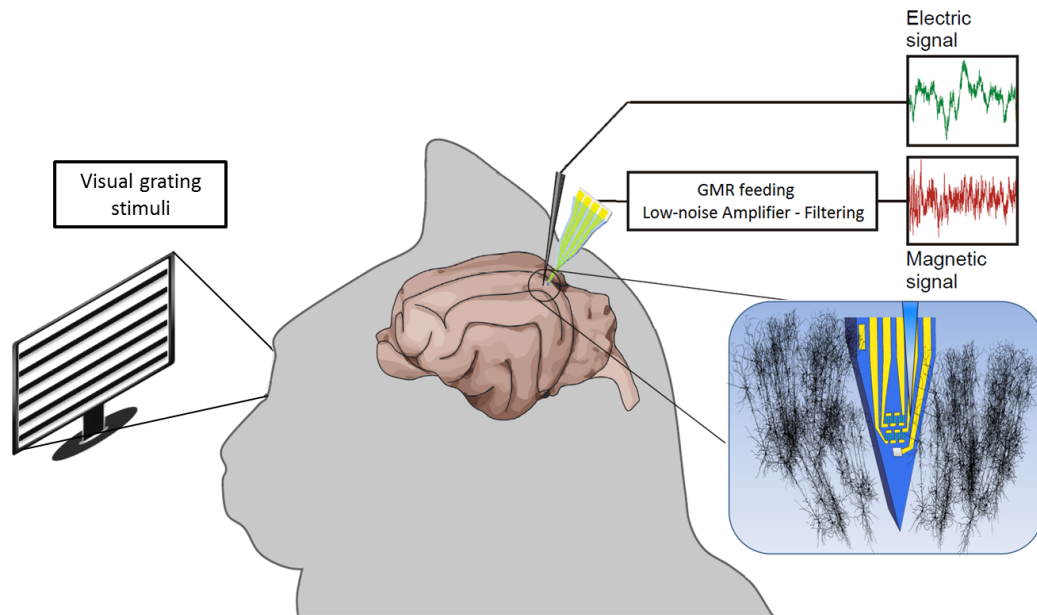 Electric
signal
Visual grating
stimuli
GMR feeding
Low-noise Amplifier - Filtering
Magnetic
signal